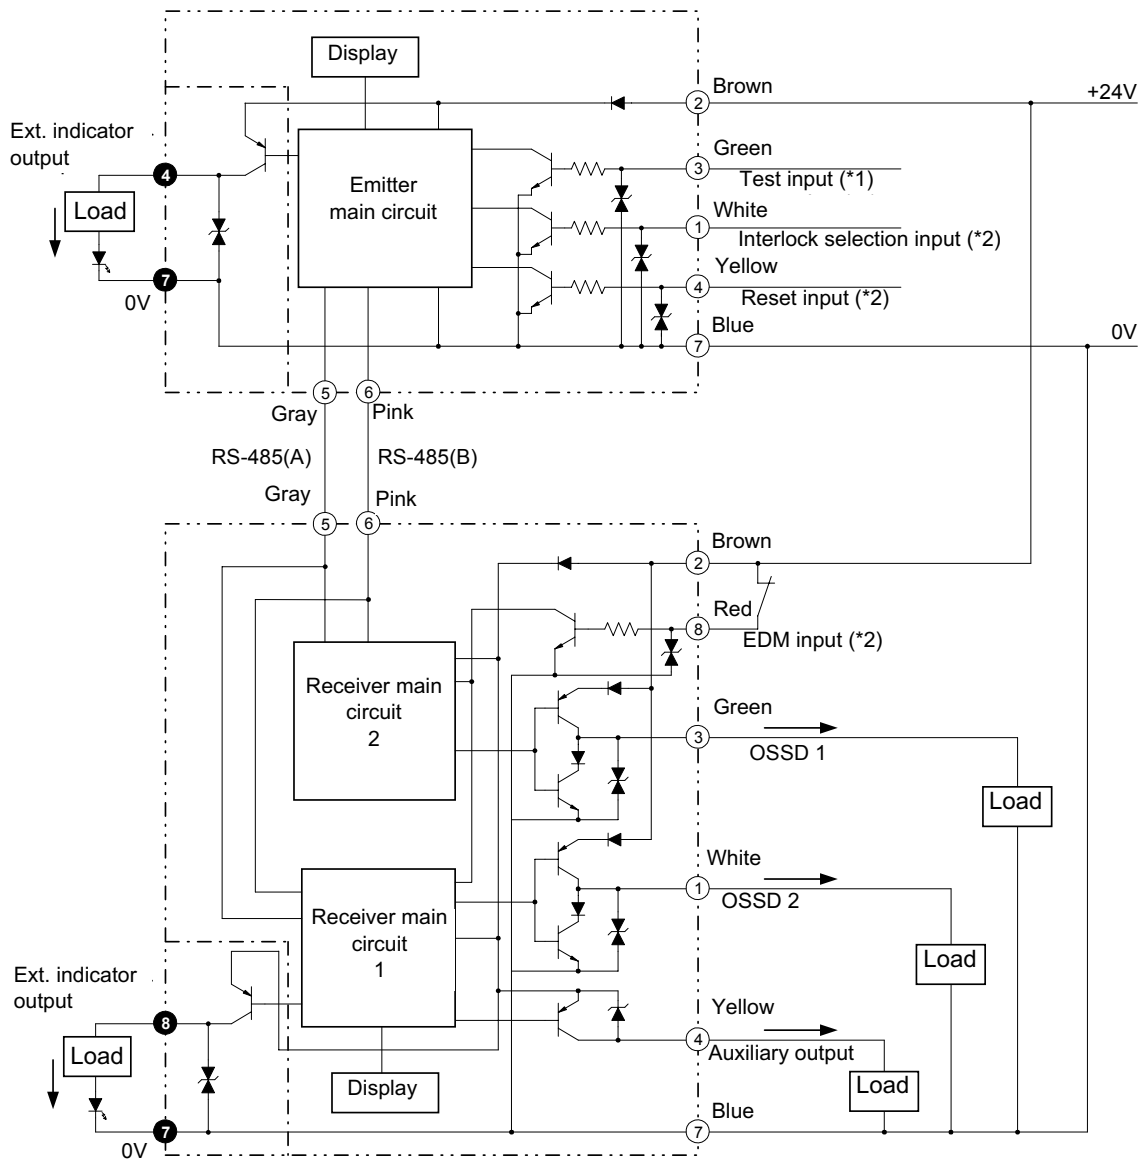 Display
Brown
2
+24V
Ext. indicator
output
Green
3
Test input (*1)
4
Emitter
main circuit
Load
White
1
Interlock selection input (*2)
Yellow
4
Reset input (*2)
7
0V
Blue
7
0V
5
6
Gray
Pink
RS-485(A)
RS-485(B)
Gray
Pink
5
6
Brown
2
Red
8
EDM input (*2)
Receiver main
circuit
2
Green
3
OSSD 1
Load
White
1
OSSD 2
Receiver main
circuit
1
Load
Ext. indicator
output
8
Yellow
4
Auxiliary output
Load
Display
Load
Blue
7
7
0V